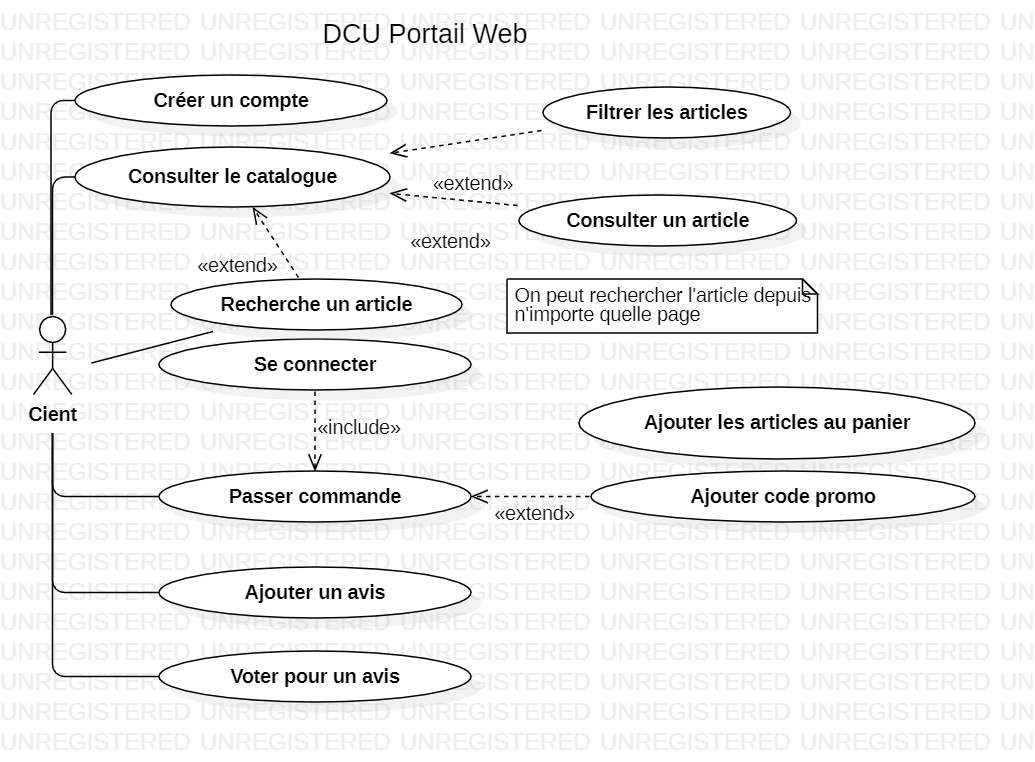 DCU Portail Web
Créer un compte
Filtrer les articles
Consulter le catalogue
«extend»
Consulter un article
«extend»
«extend»
Recherche un article
On peut rechercher l'article depuis
n'importe quelle page
Se connecter
Cient
Ajouter les articles au panier
«include»
Passer commande
Ajouter code promo
«extend»
Ajouter un avis
Voter pour un avis
UNREGISTERED